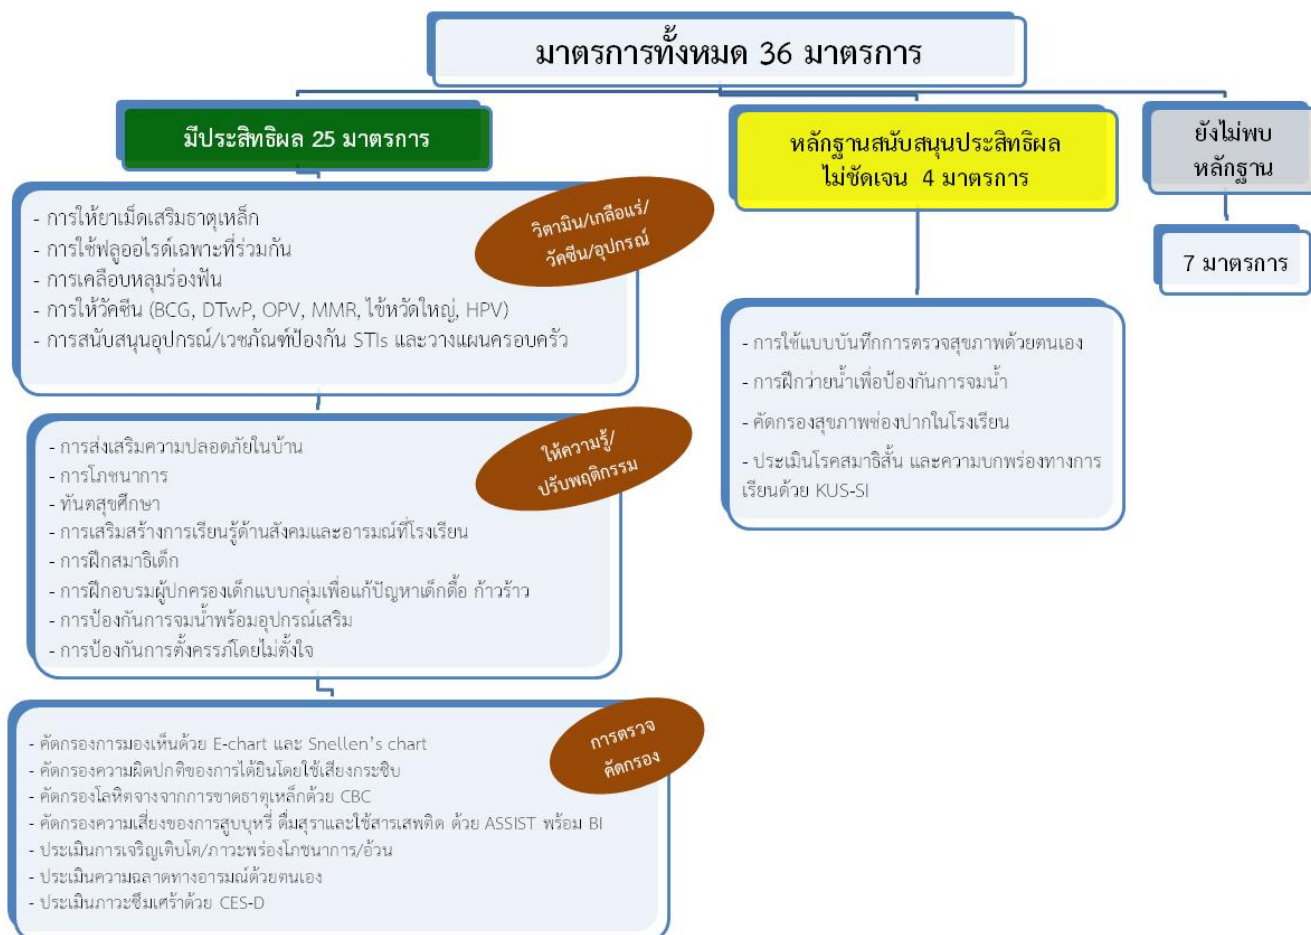 มาตรการทั้งหมด 36 มาตรการ
มีประสิทธิผล 25 มาตรการ
วิตามิน/เกลือแร่/
วัคซีน/อุปกรณ์
- การให้ยาเม็ดเสริมธาตุเหล็ก
- การใช้ฟลูออไรด์เฉพาะที่ร่วมกัน
- การเคลือบหลุมร่องฟัน
- การให้วัคซีน (BCG, DTwP, OPV, MMR, ไข้หวัดใหญ่, HPV)
- การสนับสนุนอุปกรณ์/เวชภัณฑ์ป้องกัน STIs และวางแผนครอบครัว
ให้ความรู้/
ปรับพฤติกรรม
- การส่งเสริมความปลอดภัยในบ้าน
- การโภชนาการ
- ทันตสุขศึกษา
- การเสริมสร้างการเรียนรู้ด้านสังคมและอารมณ์ที่โรงเรียน
- การฝึกสมาธิเด็ก
- การฝึกอบรมผู้ปกครองเด็กแบบกลุ่มเพื่อแก้ปัญหาเด็กดื้อ ก้าวร้าว
- การป้องกันการจมน้ำพร้อมอุปกรณ์เสริม
- การป้องกันการตั้งครรภ์โดยไม่ตั้งใจ
การตรวจ
คัดกรอง
- คัดกรองการมองเห็นด้วย E-chart และ Snellen's chart
- คัดกรองความผิดปกติของการได้ยินโดยใช้เสียงกระซิบ
- คัดกรองโลหิตจางจากการขาดธาตุเหล็กด้วย CBC
- คัดกรองความเสี่ยงของการสูบบุหรี่ ดื่มสุราและใช้สารเสพติด ด้วย ASSIST พร้อม BI
- ประเมินการเจริญเติบโต/ภาวะพร่องโภชนาการ/อ้วน
- ประเมินความฉลาดทางอารมณ์ด้วยตนเอง
- ประเมินภาวะซึมเศร้าด้วย CES-D
หลักฐานสนับสนุนประสิทธิผล
ไม่ชัดเจน 4 มาตรการ
- การใช้แบบบันทึกการตรวจสุขภาพด้วยตนเอง
- การฝึกว่ายน้ำเพื่อป้องกันการจมน้ำ
- คัดกรองสุขภาพช่องปากในโรงเรียน
- ประเมินโรคสมาธิสั้น และความบกพร่องทางการ
เรียนด้วย KUS-SI
ยังไม่พบ
หลักฐาน
7 มาตรการ